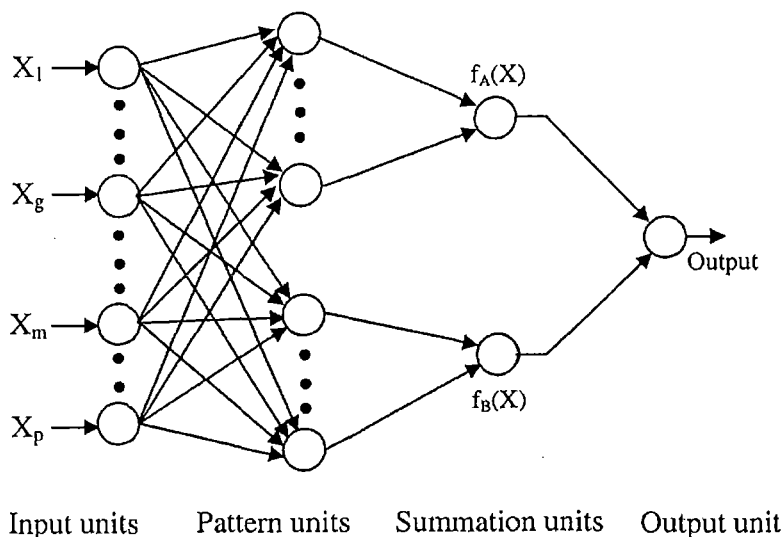 X1
fA(X)
Xg
Output
Xm
fB(X)
Xp
Input units Pattern units Summation units Output unit